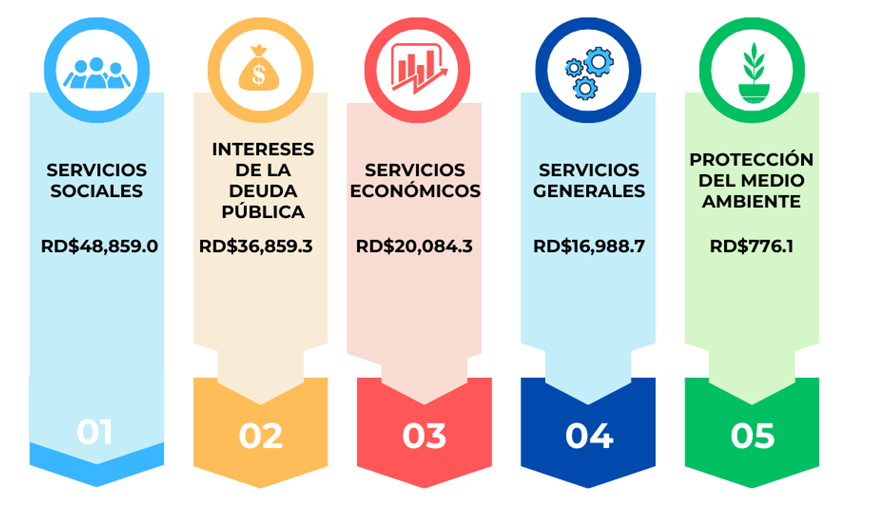 SERVICIOS
SOCIALES
RD$48,859.0
01
INTERESES
DE LA
DEUDA
PÚBLICA
RD$36,859.3
02
SERVICIOS
ECONÓMICOS
RD$20,084.3
03
SERVICIOS
GENERALES
RD$16,988.7
04
PROTECCIÓN
DEL MEDIO
AMBIENTE
RD$776.1
05